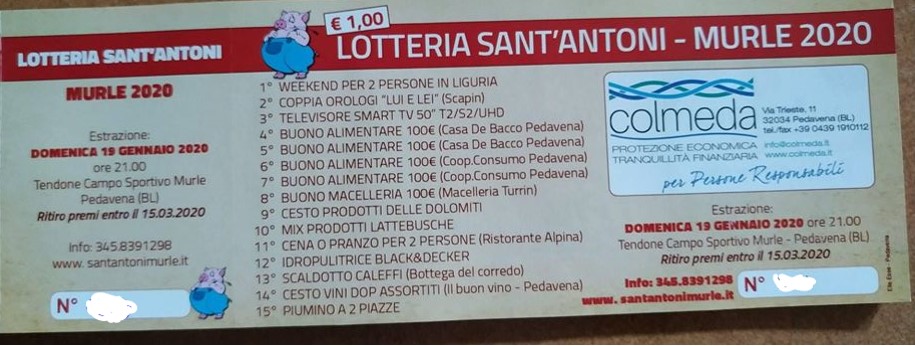 LOTTERIA SANT'ANTONI
MURLE 2020
Estrazione:
DOMENICA 19 GENNAIO 2020
ore 21.00
Tendone Campo Sportivo Murle
Pedavena (BL)
Ritiro premi entro il 15.03.2020
Info: 345.8391298
www. santantonimurle.it
N°
€ 1,00
LOTTERIA SANT'ANTONI - MURLE 2020
1° WEEKEND PER 2 PERSONE IN LIGURIA
2° COPPIA OROLOGI "LUI E LEI" (Scapin)
3° TELEVISORE SMART TV 50" T2/S2/UHD
4° BUONO ALIMENTARE 100€ (Casa De Bacco Pedavena)
5° BUONO ALIMENTARE 100€ (Casa De Bacco Pedavena)
6° BUONO ALIMENTARE 100€ (Coop.Consumo Pedavena)
7° BUONO ALIMENTARE 100€ (Coop.Consumo Pedavena)
8° BUONO MACELLERIA 100€ (Macelleria Turrin)
9° CESTO PRODOTTI DELLE DOLOMITI
10° MIX PRODOTTI LATTEBUSCHE
11° CENA O PRANZO PER 2 PERSONE (Ristorante Alpina)
12° IDROPULITRICE BLACK&DECKER
13° SCALDOTTO CALEFFI (Bottega del corredo)
14° CESTO VINI DOP ASSORTITI (Il buon vino - Pedavena)
15° PIUMINO A 2 PIAZZE
colmeda
Via Trieste, 11
32034 Pedavena (BL)
tel./fax +39 0439 1910112
PROTEZIONE ECONOMICA info@colmeda.it
TRANQUILLITÀ FINANZIARIA www.colmeda.it
per Persone Responsabili
Estrazione:
DOMENICA 19 GENNAIO 2020 ore 21.00
Tendone Campo Sportivo Murle - Pedavena (BL)
Ritiro premi entro il 15.03.2020
Info: 345.8391298
www. santantonimurle.it
N°